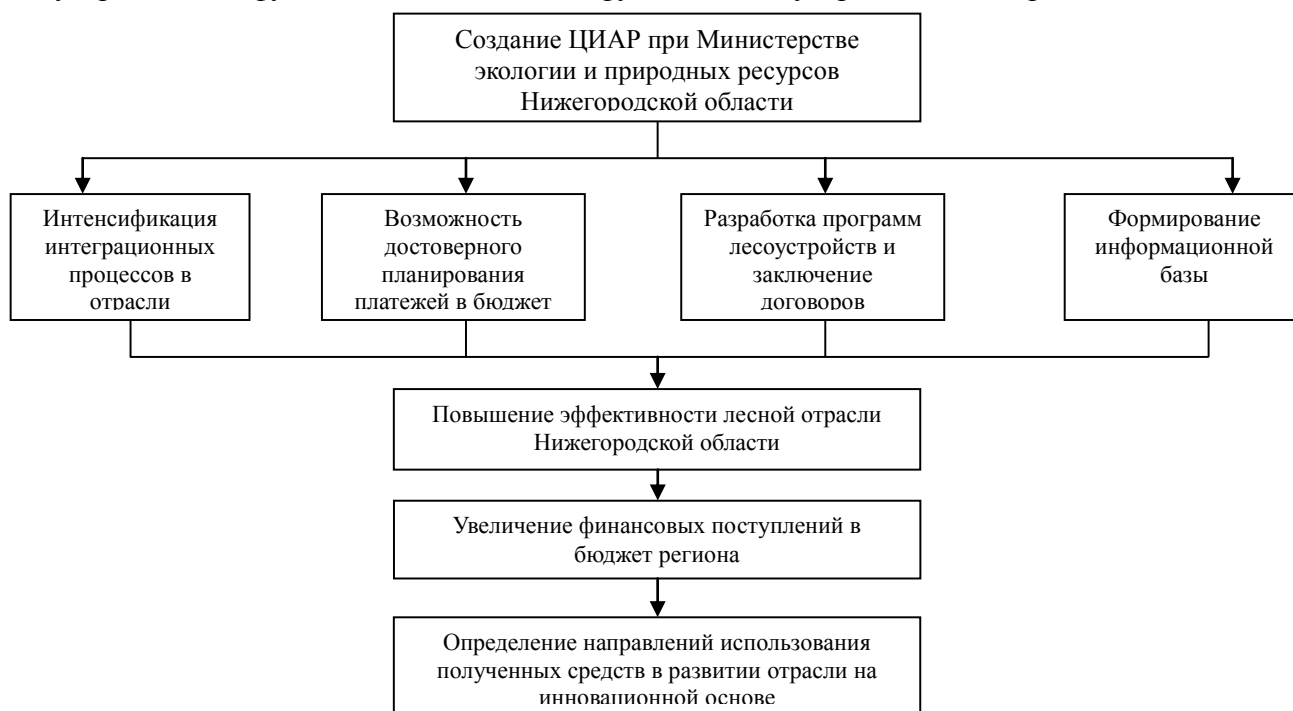 Создание ЦИАР при Министерстве
экологии и природных ресурсов
Нижегородской области
Интенсификация
интеграционных
процессов в
отрасли
Возможность
достоверного
планирования
платежей в бюджет
Разработка программ
лесоустройств и
заключение
договоров
Формирование
информационной
базы
Повышение эффективности лесной отрасли
Нижегородской области
Увеличение финансовых поступлений в
бюджет региона
Определение направлений использования
полученных средств в развитии отрасли на
инновационной основе